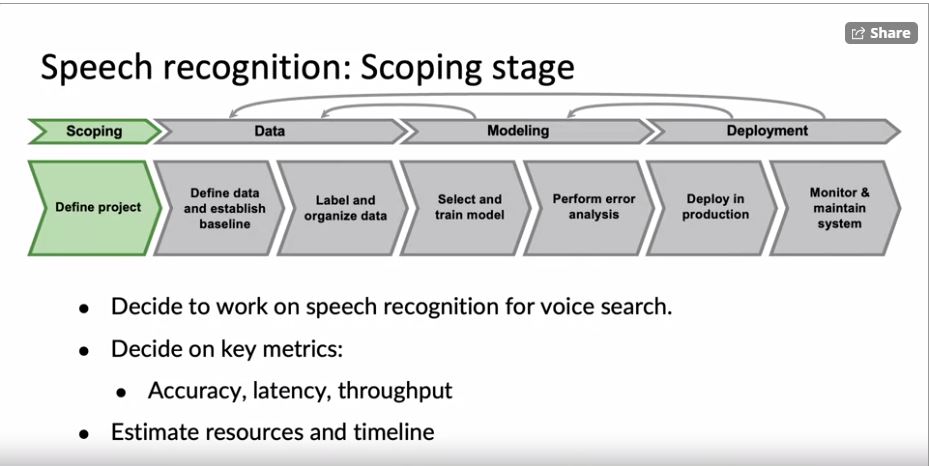 Share
Speech recognition: Scoping stage
Scoping
Data
Modeling
Deployment
Define project
Define data
and establish
baseline
Label and
organize data
Select and
train model
Perform error
analysis
Deploy in
production
Monitor &
maintain
system
• Decide to work on speech recognition for voice search.
• Decide on key metrics:
• Accuracy, latency, throughput
• Estimate resources and timeline